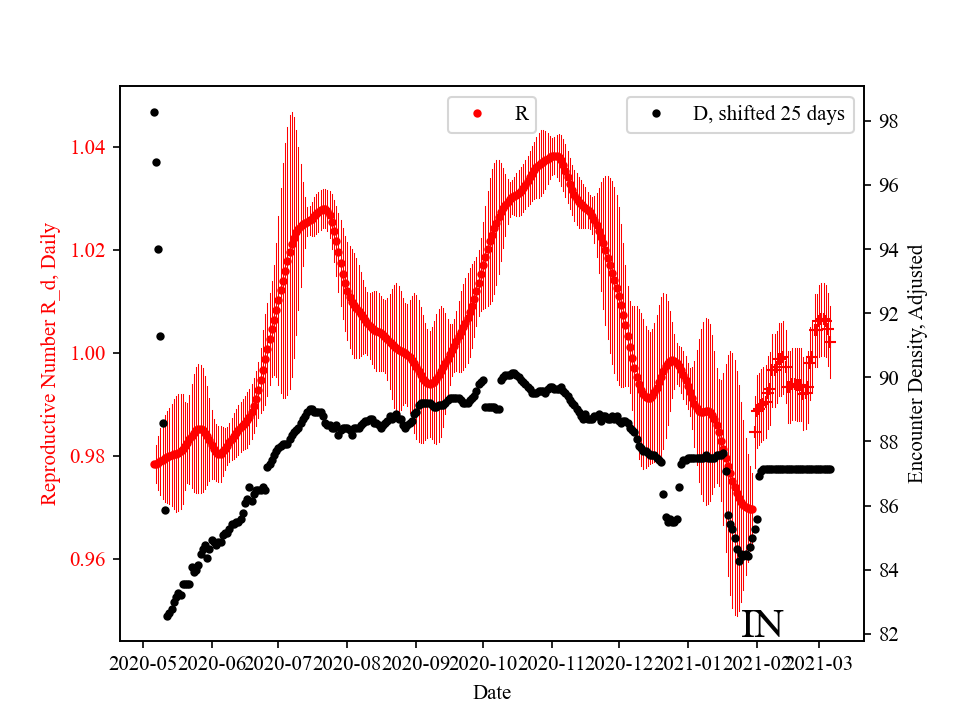 R
D, shifted 25 days
1.04
1.02
1.00
0.98
0.96
Reproductive Number R_d, Daily
98
96
94
92
90
88
86
84
82
Encounter Density, Adjusted
IN
2020-05 2020-06 2020-07 2020-08 2020-09 2020-10 2020-11 2020-12 2021-01 2021-02 2021-03
Date